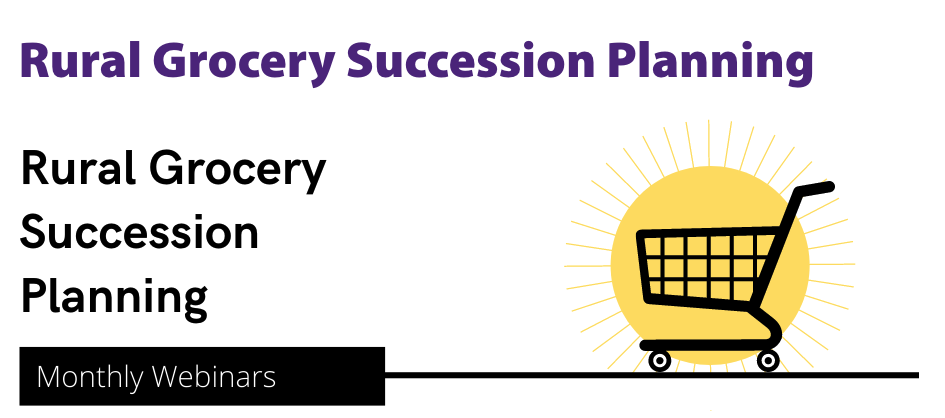 Rural Grocery Succession Planning
Rural Grocery
Succession
Planning
Monthly Webinars